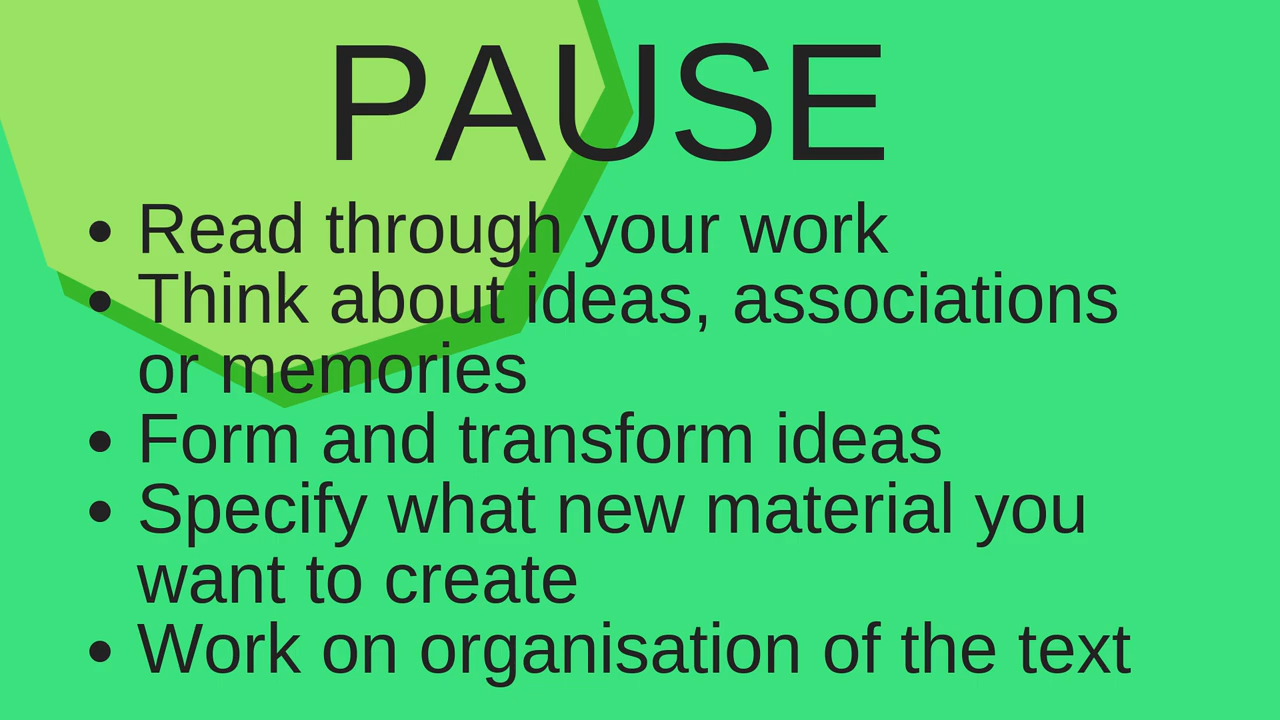 PAUSE
• Read through your work
• Think about ideas, associations
or memories
• Form and transform ideas
• Specify what new material you
want to create
• Work on organisation of the text